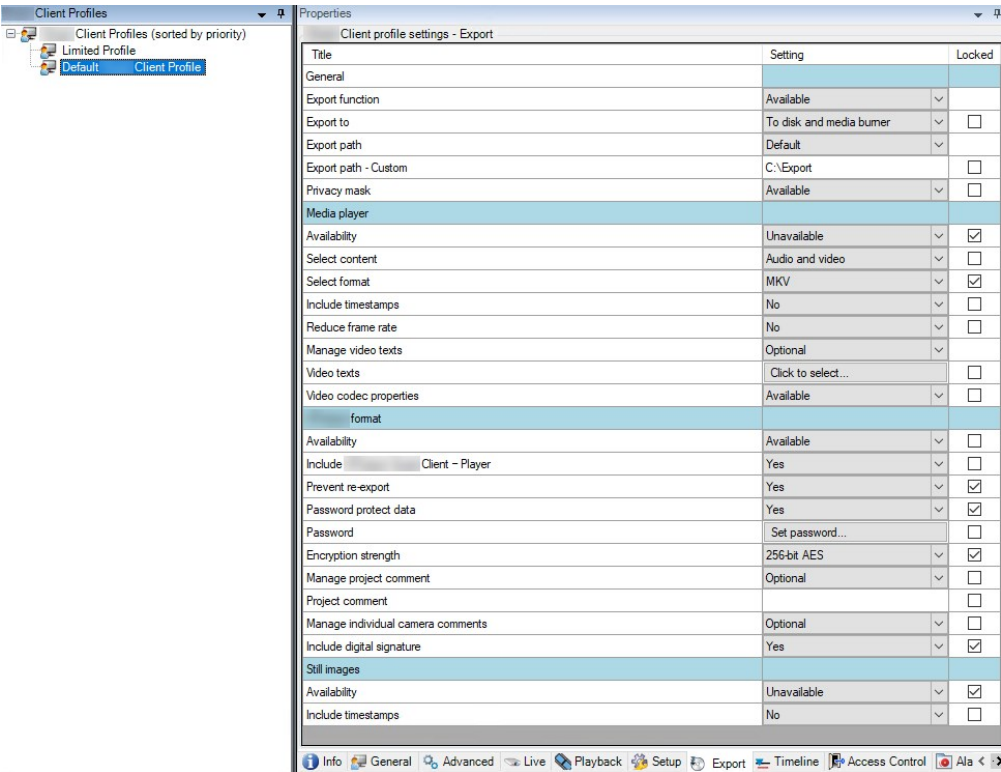 Client Profiles
Client Profiles (sorted by priority)
Limited Profile
Default Client Profile
Properties
Client profile settings - Export
Title Setting Locked
General
Export function Available
Export to To disk and media burner
Export path Default
Export path - Custom C:\Export
Privacy mask Available
Media player
Availability Unavailable
Select content Audio and video
Select format MKV
Include timestamps No
Reduce frame rate No
Manage video texts Optional
Video texts Click to select...
Video codec properties Available
format
Availability Available
Include Client – Player Yes
Prevent re-export Yes
Password protect data Yes
Password Set password...
Encryption strength 256-bit AES
Manage project comment Optional
Project comment
Manage individual camera comments Optional
Include digital signature Yes
Still images
Availability Unavailable
Include timestamps No
Info General Advanced Live Playback Setup Export Timeline Access Control Ala